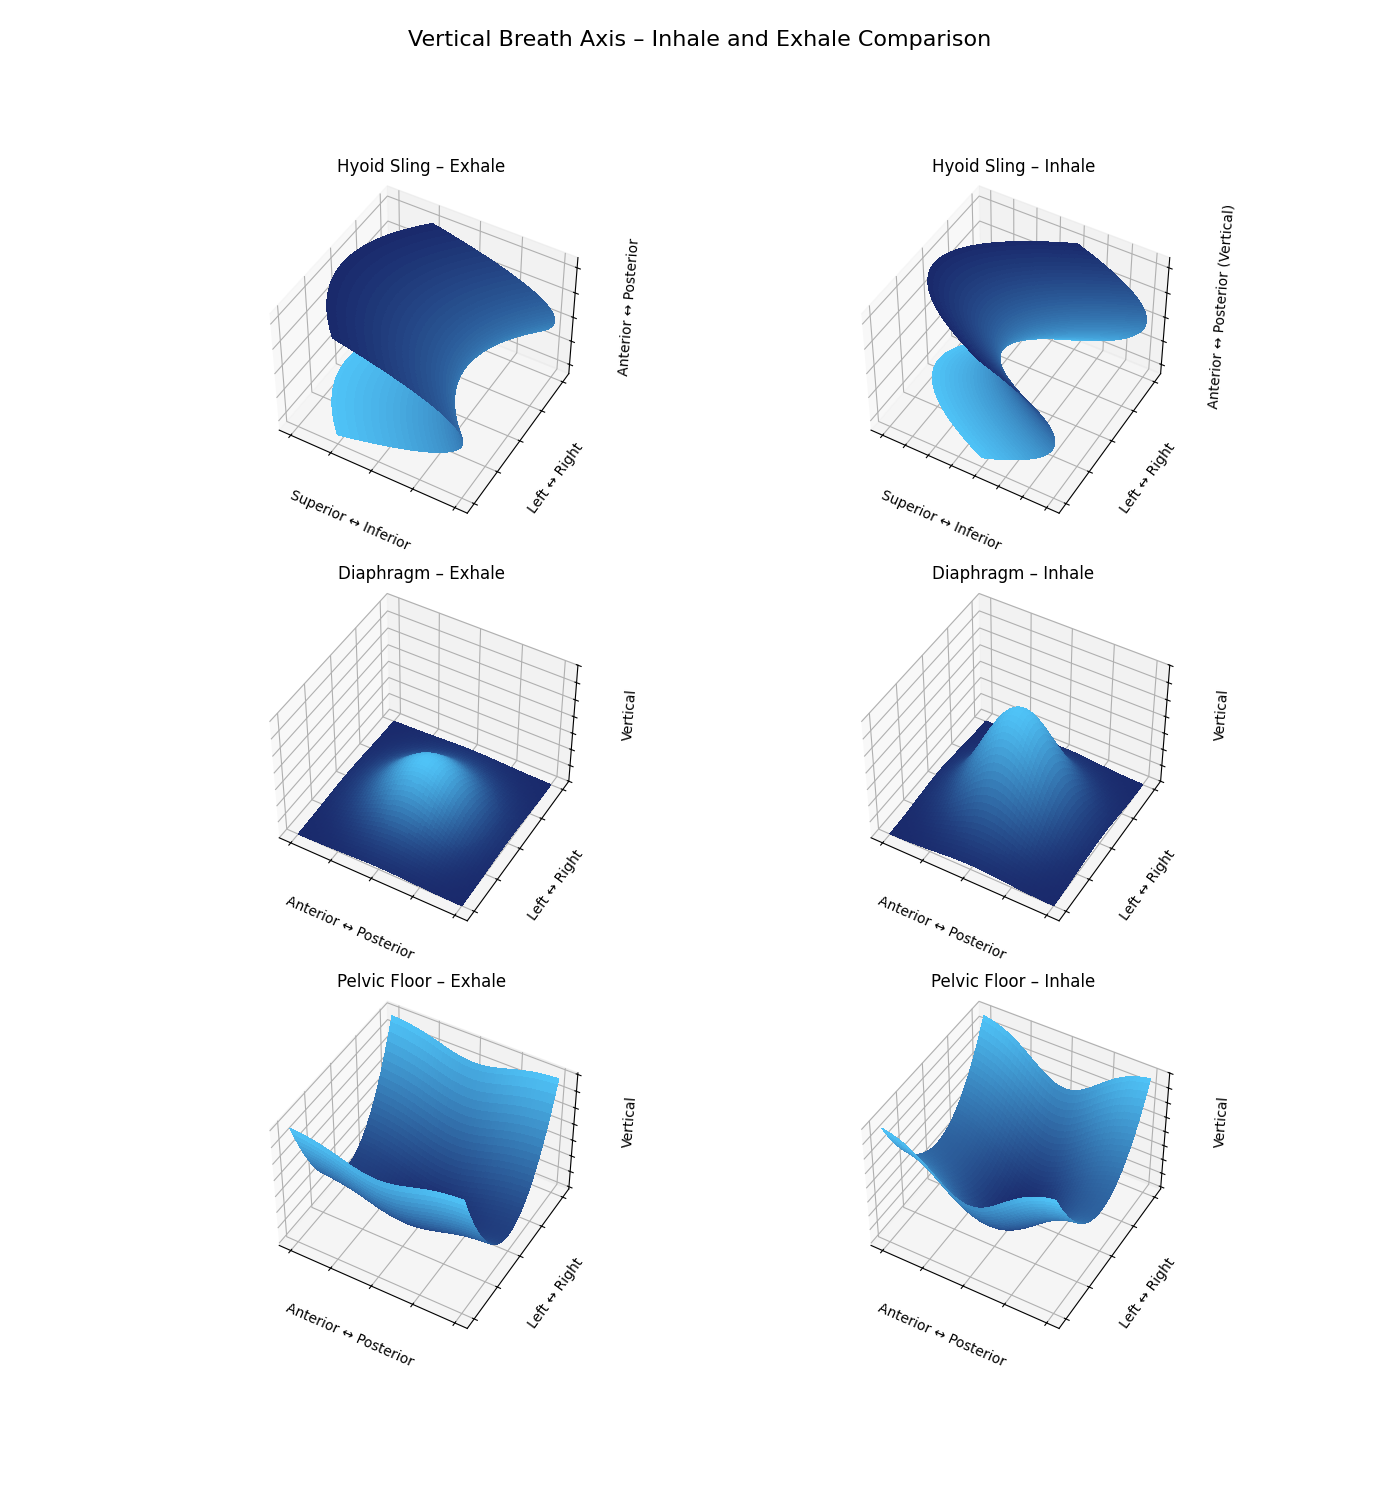 Vertical Breath Axis – Inhale and Exhale Comparison
Hyoid Sling – Exhale
Anterior ↔ Posterior
Left ↔ Right
Superior ↔ Inferior
Hyoid Sling – Inhale
Anterior ↔ Posterior (Vertical)
Left ↔ Right
Superior ↔ Inferior
Diaphragm – Exhale
Vertical
Left ↔ Right
Anterior ↔ Posterior
Diaphragm – Inhale
Vertical
Left ↔ Right
Anterior ↔ Posterior
Pelvic Floor – Exhale
Vertical
Left ↔ Right
Anterior ↔ Posterior
Pelvic Floor – Inhale
Vertical
Left ↔ Right
Anterior ↔ Posterior